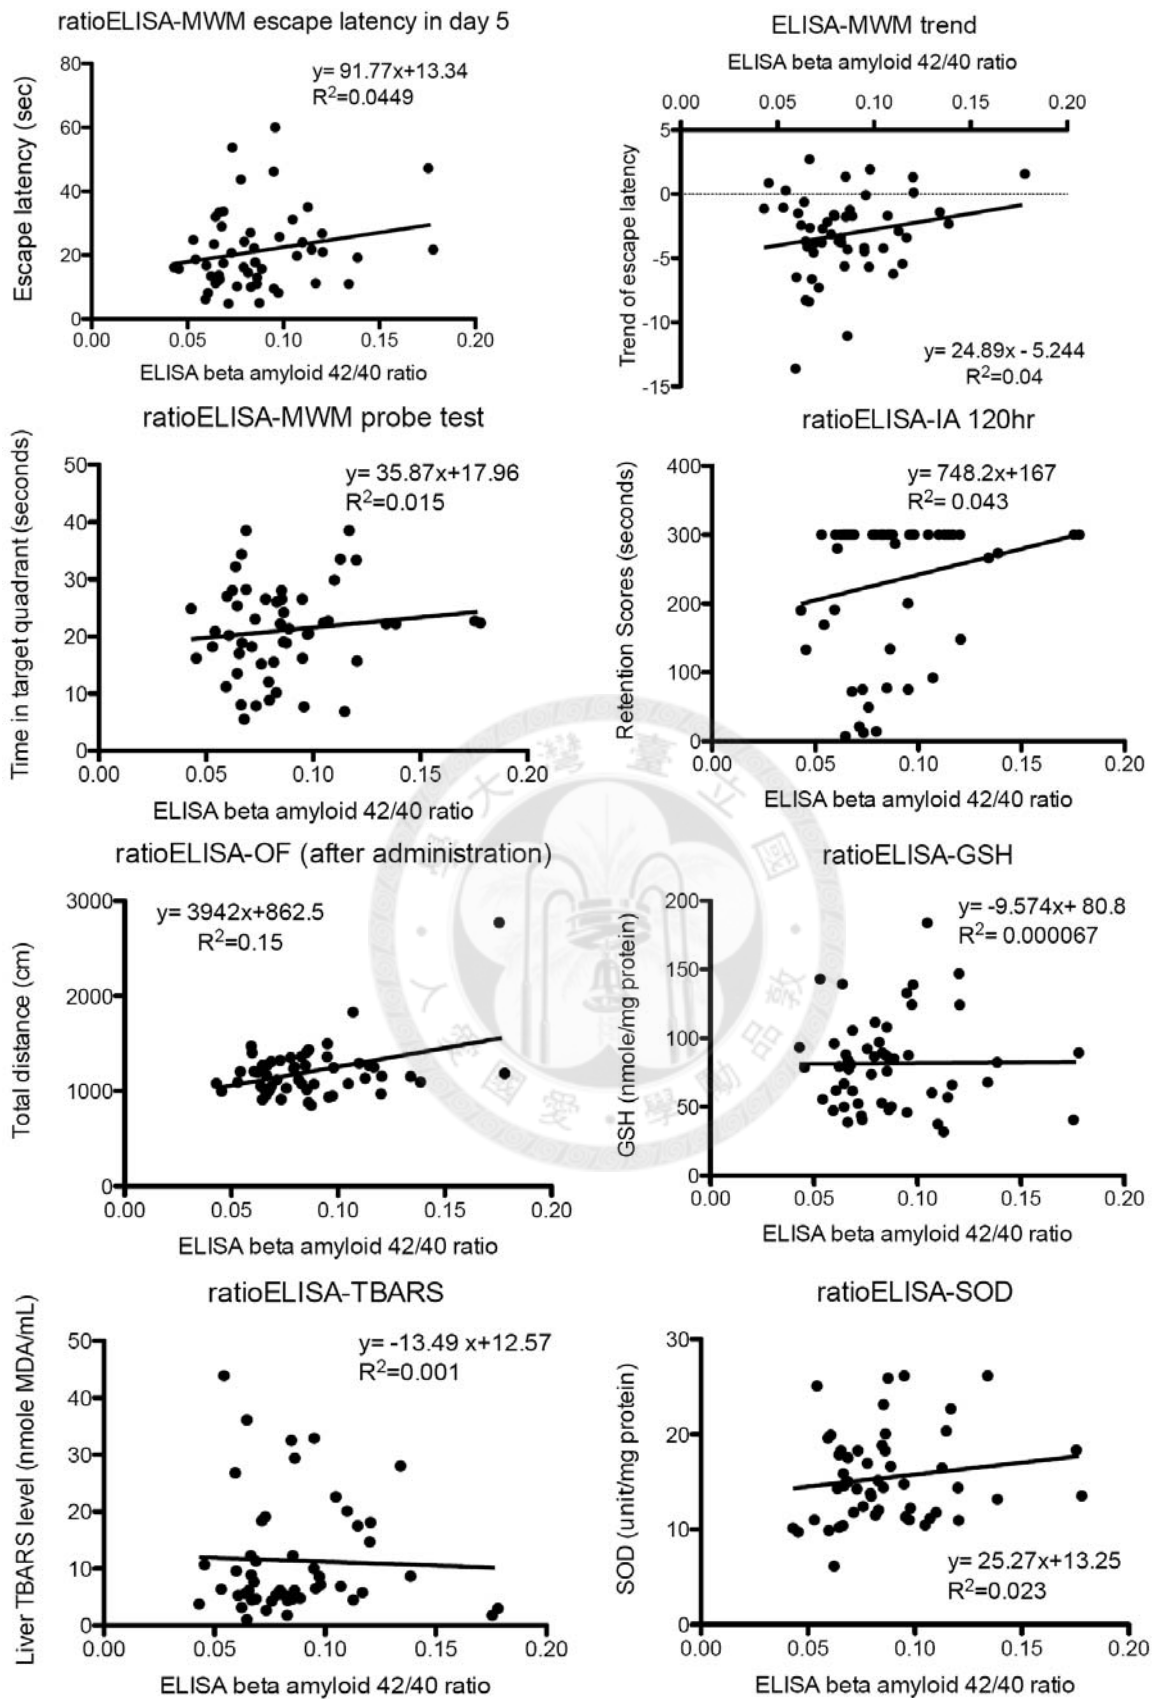 ratioELISA-MWM escape latency in day 5
y= 91.77x+13.34
R²=0.0449
Escape latency (sec)
80
60
40
20
0
0.00 0.05 0.10 0.15 0.20
ELISA beta amyloid 42/40 ratio
ELISA-MWM trend
ELISA beta amyloid 42/40 ratio
0.00 0.05 0.10 0.15 0.20
Trend of escape latency
5
0
-5
-10
-15
y= 24.89x - 5.244
R²=0.04
ratioELISA-MWM probe test
y= 35.87x+17.96
R²=0.015
Time in target quadrant (seconds)
50
40
30
20
10
0
0.00 0.05 0.10 0.15 0.20
ELISA beta amyloid 42/40 ratio
ratioELISA-IA 120hr
y= 748.2x+167
R²= 0.043
Retention Scores (seconds)
400
300
200
100
0
0.00 0.05 0.10 0.15 0.20
ELISA beta amyloid 42/40 ratio
ratioELISA-OF (after administration)
y= 3942x+862.5
R²=0.15
Total distance (cm)
3000
2000
1000
0
0.00 0.05 0.10 0.15 0.20
ELISA beta amyloid 42/40 ratio
ratioELISA-GSH
y= -9.574x+ 80.8
R²= 0.000067
GSH (nmole/mg protein)
200
150
100
50
0
0.00 0.05 0.10 0.15 0.20
ELISA beta amyloid 42/40 ratio
ratioELISA-TBARS
y= -13.49 x+12.57
R²=0.001
Liver TBARS level (nmole MDA/mL)
50
40
30
20
10
0
0.00 0.05 0.10 0.15 0.20
ELISA beta amyloid 42/40 ratio
ratioELISA-SOD
SOD (unit/mg protein)
30
20
10
0
y= 25.27x+13.25
R²=0.023
0.00 0.05 0.10 0.15 0.20
ELISA beta amyloid 42/40 ratio
國立臺灣大學
敦品勵學・愛國愛人